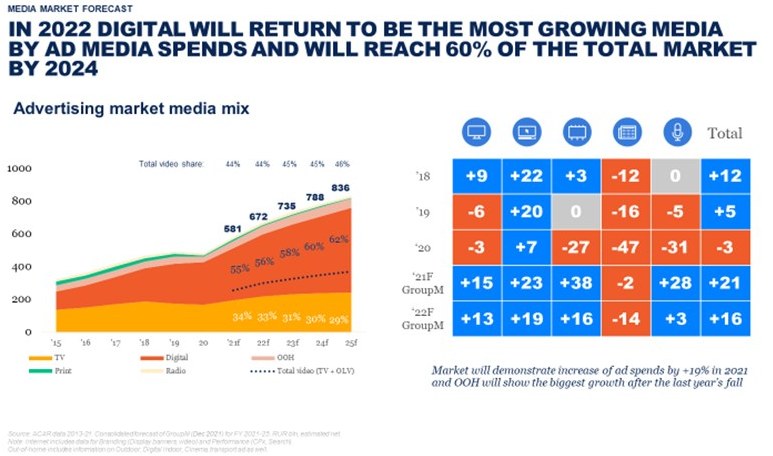 MEDIA MARKET FORECAST
IN 2022 DIGITAL WILL RETURN TO BE THE MOST GROWING MEDIA
BY AD MEDIA SPENDS AND WILL REACH 60% OF THE TOTAL MARKET
BY 2024
Advertising market media mix
Total video share: 44% 44% 45% 45% 46%
1000
800
600
400
200
0
581 672 735 788 836
55% 56% 58% 60% 62%
34% 33% 31% 30% 29%
'15 '16 '17 '18 '19 20 '21f '22f '23f 24f 25f
TV Digital OOH
Print Radio Total video (TV + OLV)
Total
'18 +9 +22 +3 -12 0 +12
'19 -6 +20 0 -16 -5 +5
'20 -3 +7 -27 -47 -31 -3
'21F
GroupM +15 +23 +38 -2 +28 +21
'22F
GroupM +13 +19 +16 -14 +3 +16
Market will demonstrate increase of ad spends by +19% in 2021
and OOH will show the biggest growth after the last year's fall
Source: ACAR data 2013-21. Consolidated forecast of GroupM (Dec 2021) for FY 2021-25. RUR bln, estimated net
Note: Internet includes data for Branding (Display banners, videos) and Performance (CPx, Search)
Out of home includes information on Outdoor, Digital indoor, Cinema, transport ad as well.